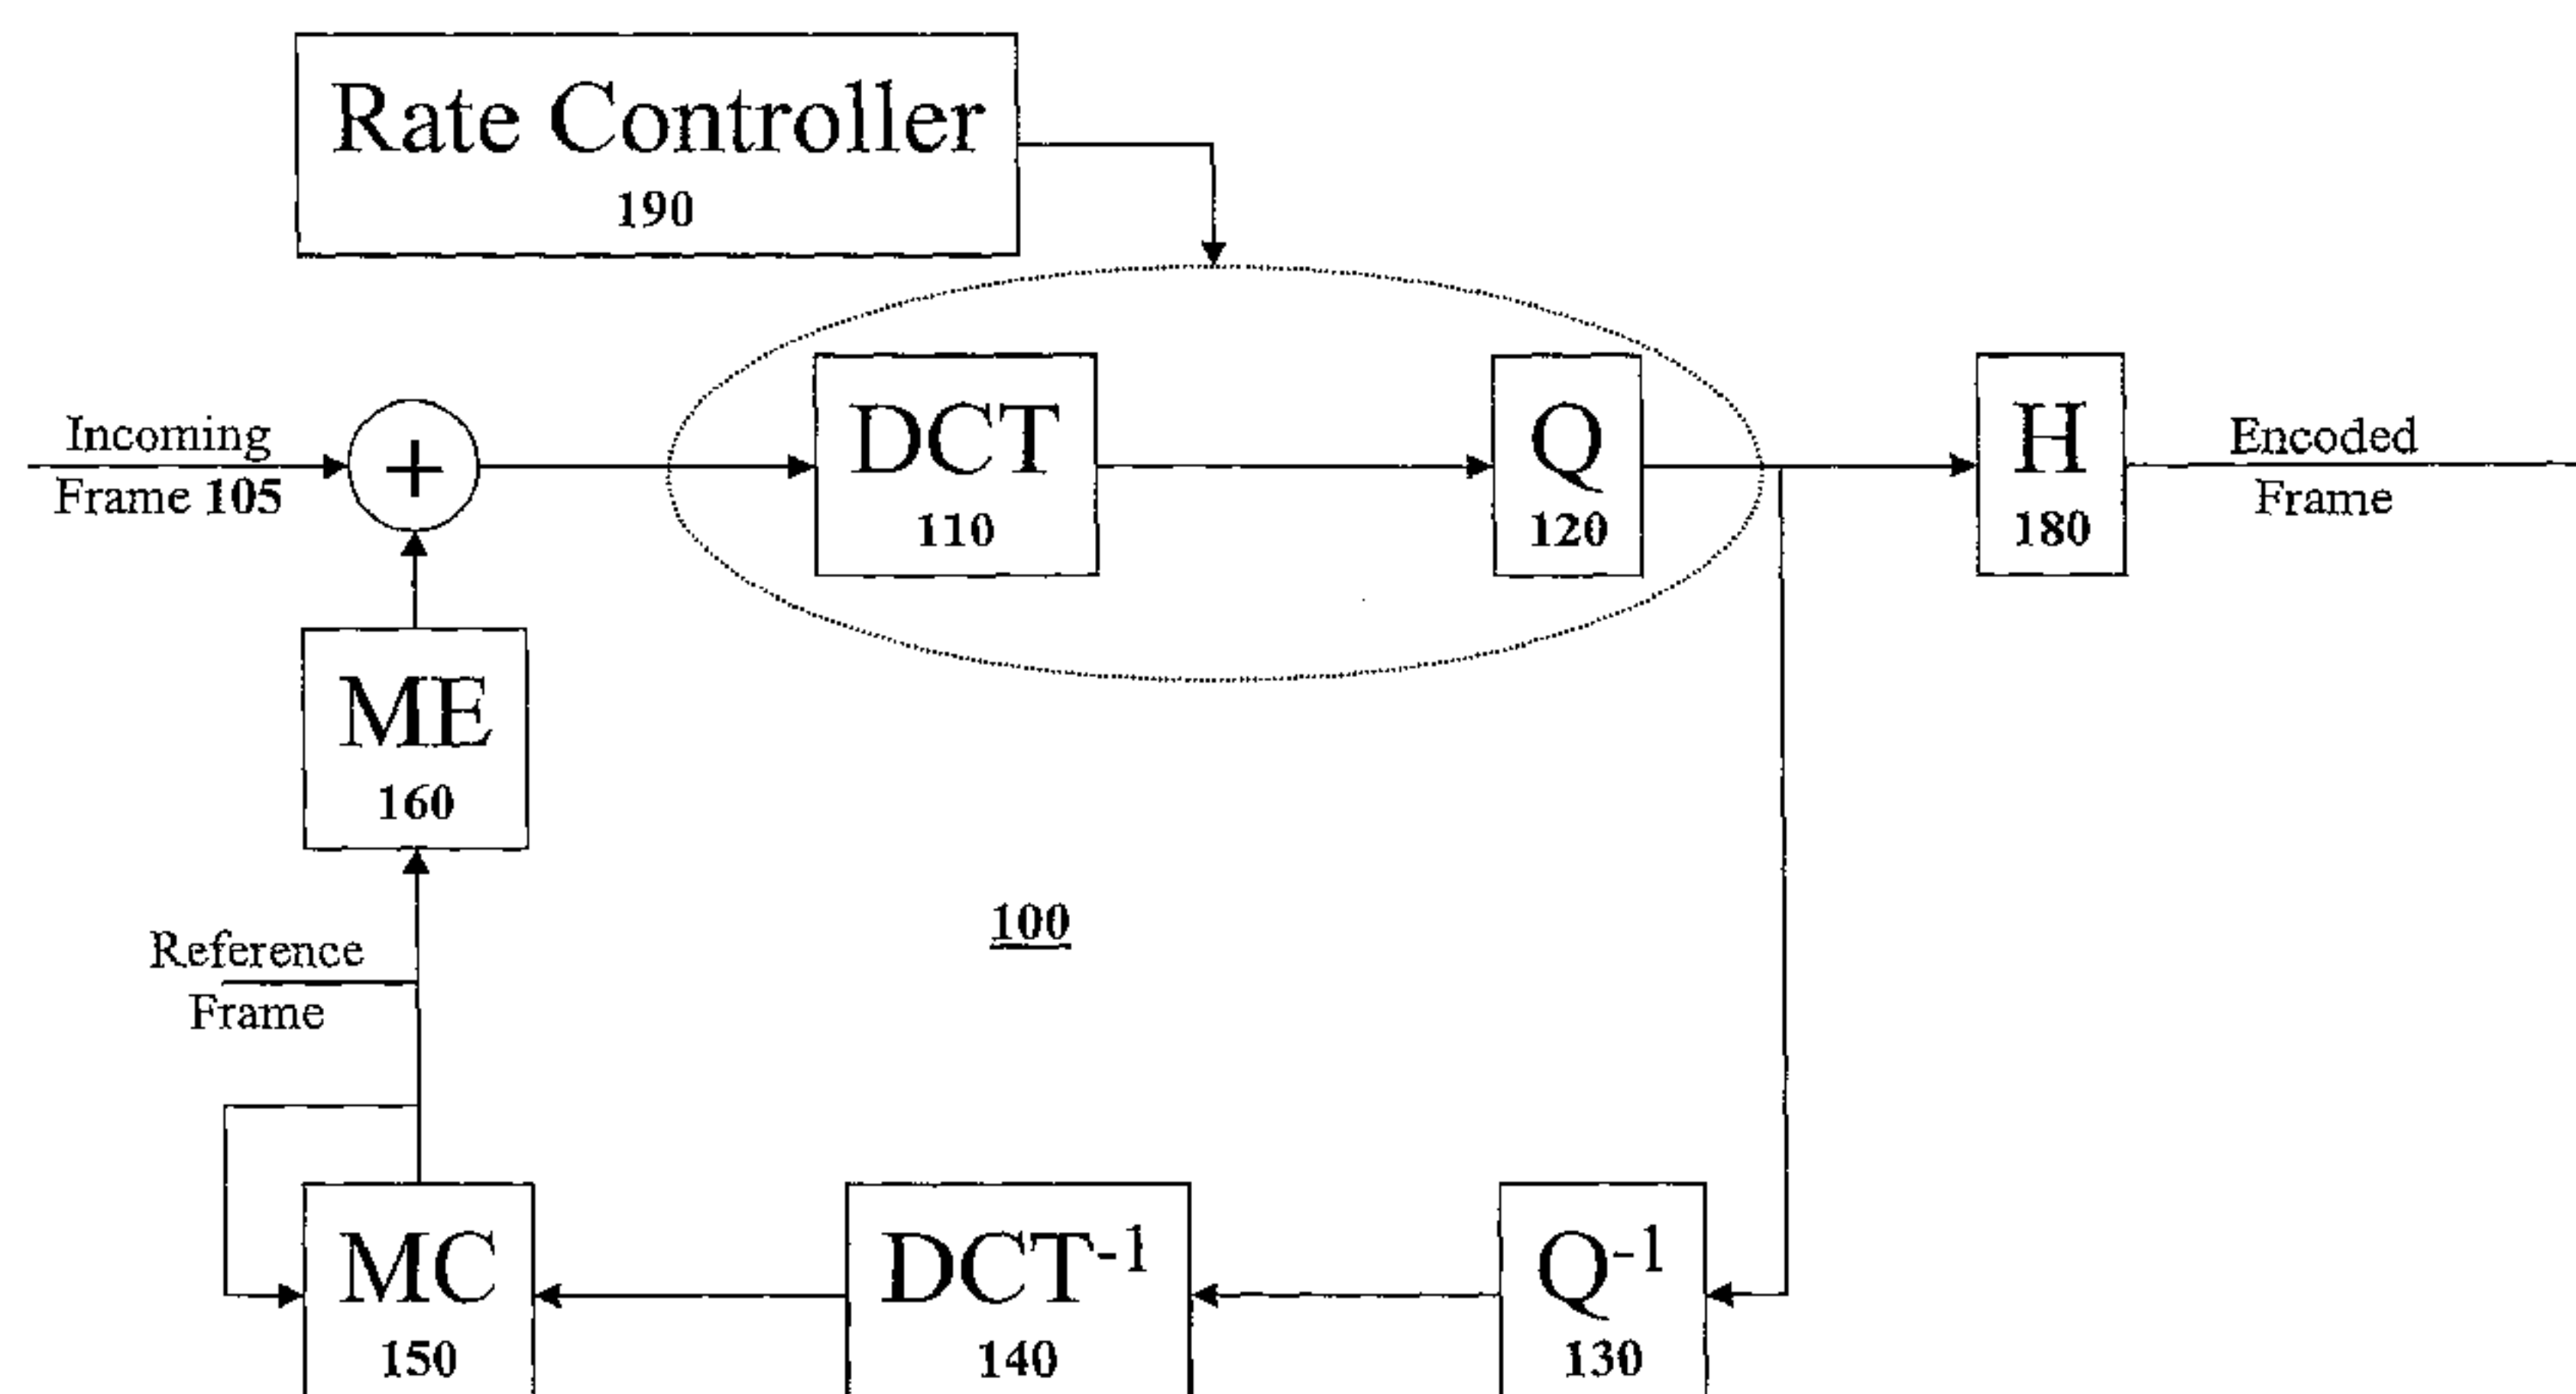 Rate Controller
190
Incoming
Frame 105
+
DCT
110
Q
120
H
180
Encoded
Frame
ME
160
100
Reference
Frame
MC
150
DCT-1
140
Q-1
130